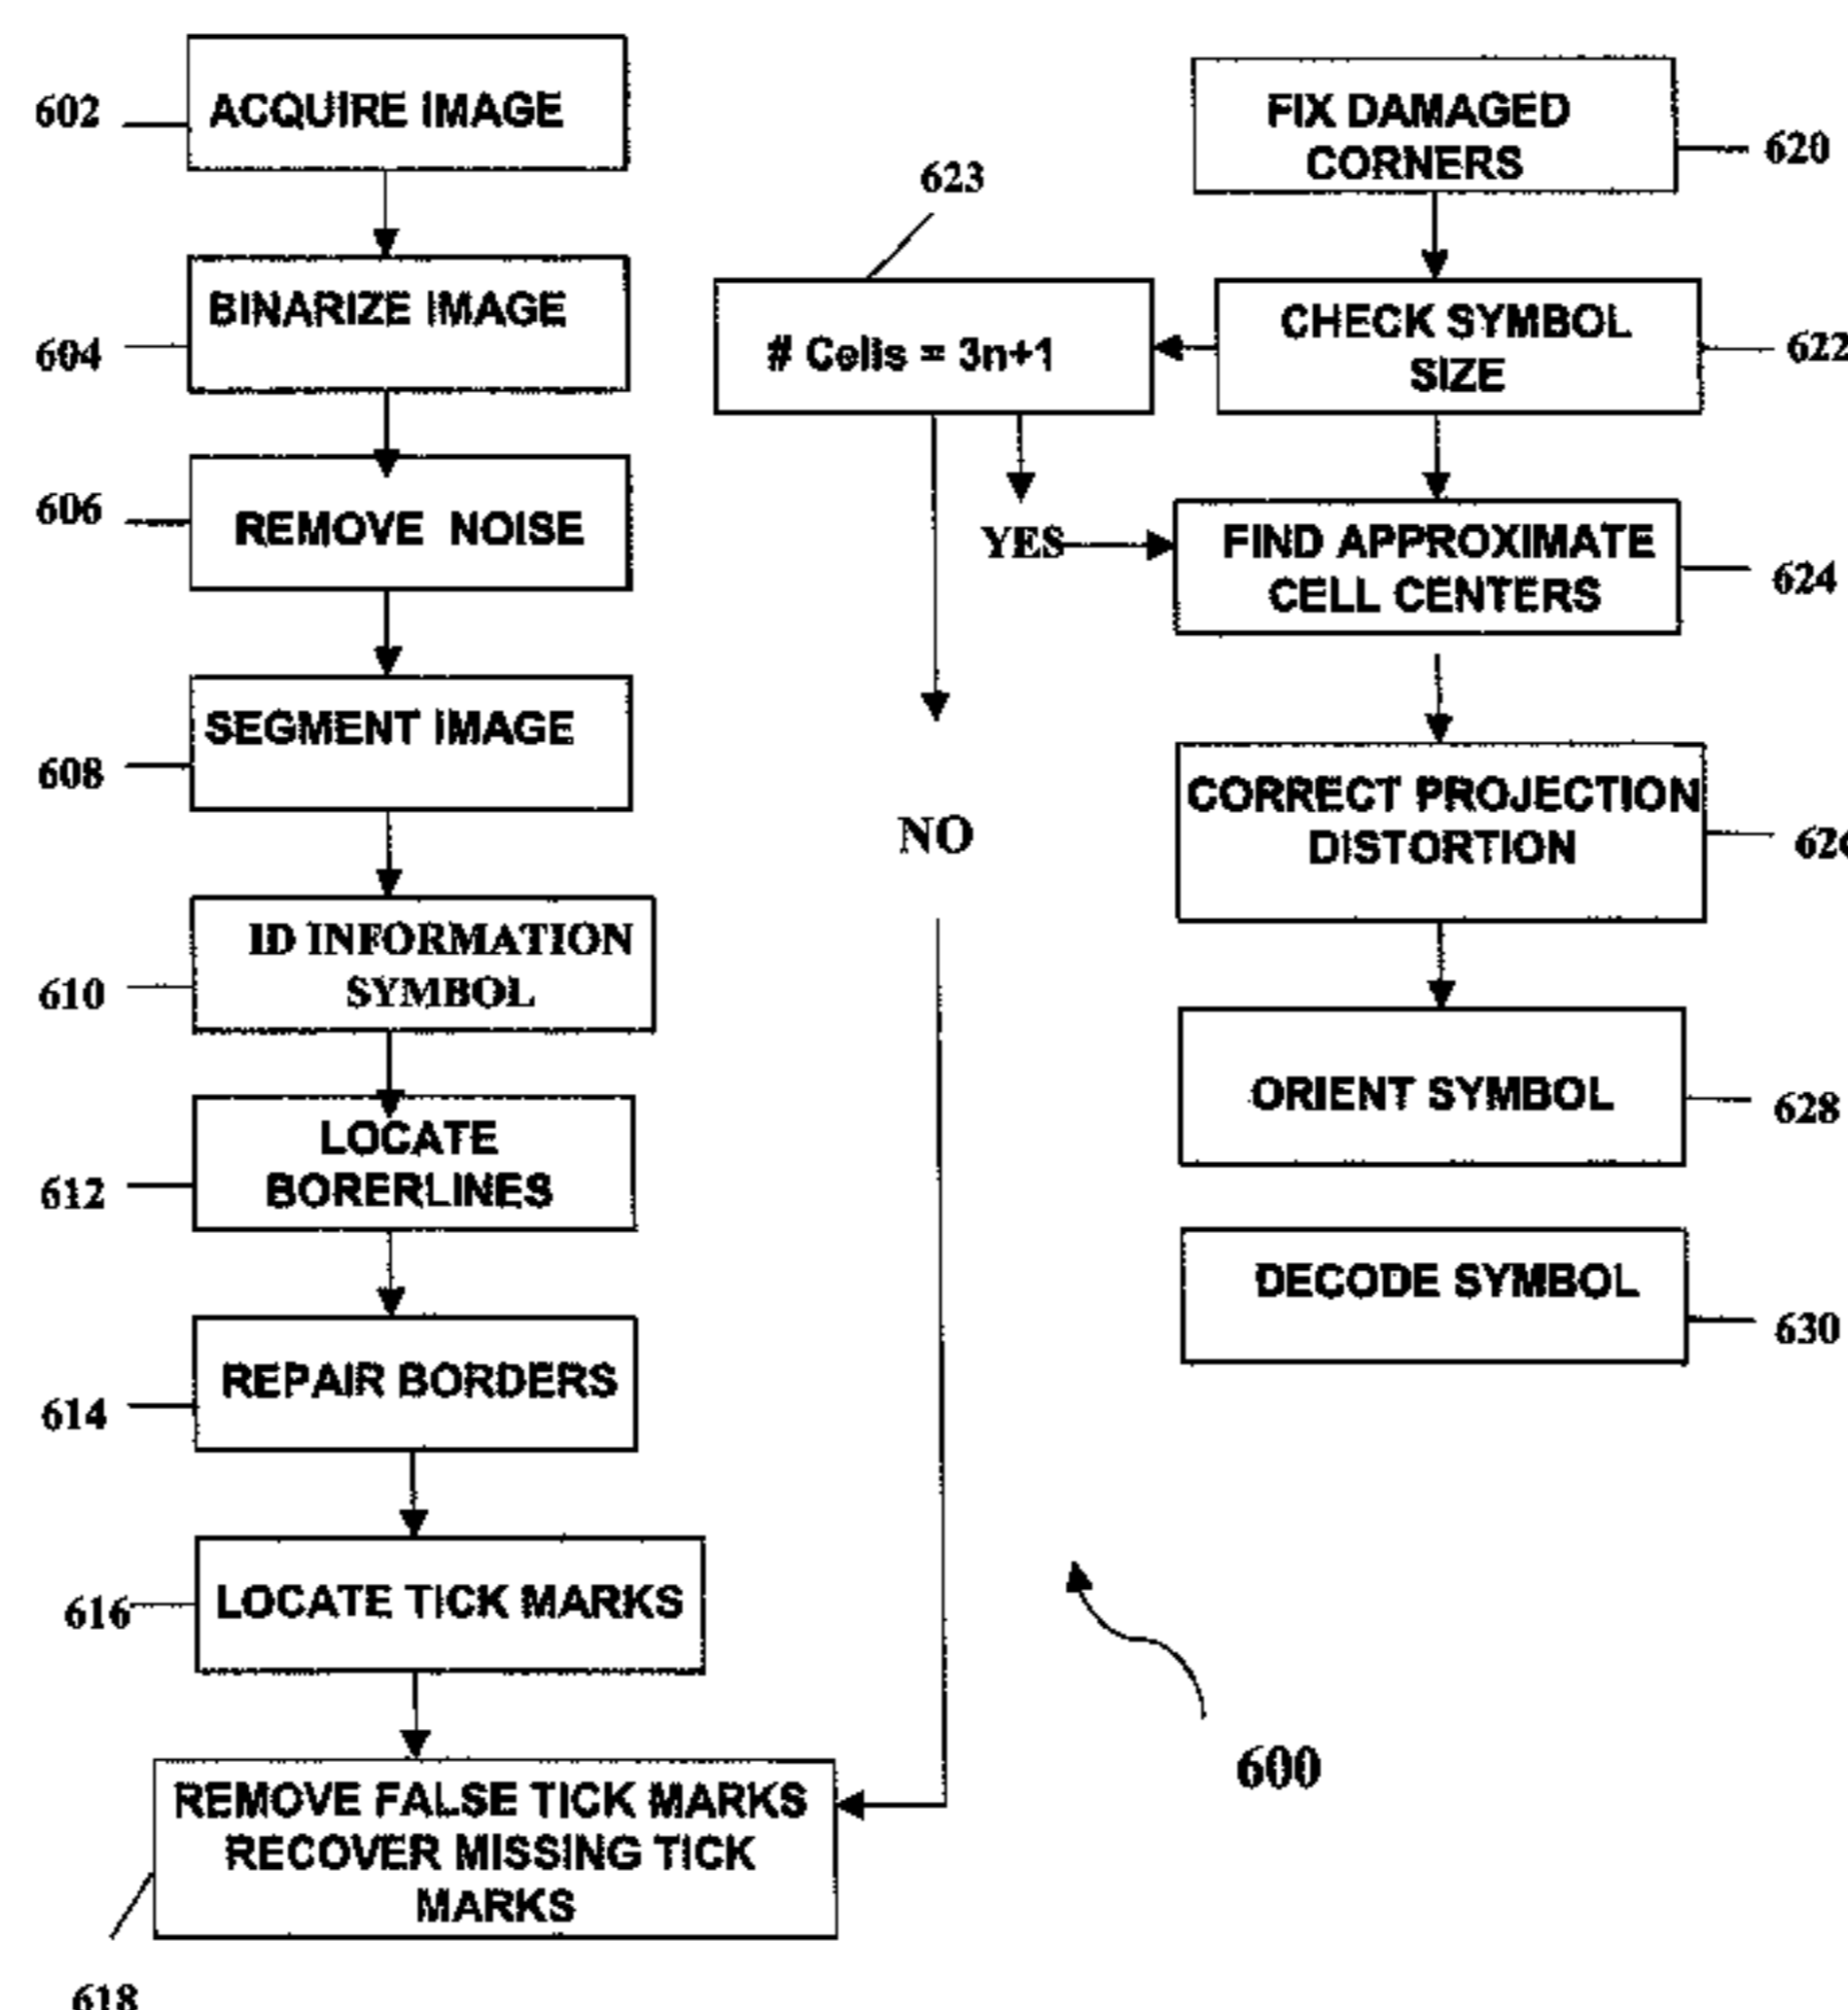 602
ACQUIRE IMAGE
604
BINARIZE IMAGE
606
REMOVE NOISE
608
SEGMENT IMAGE
610
ID INFORMATION
SYMBOL
612
LOCATE
BORERLINES
614
REPAIR BORDERS
616
LOCATE TICK MARKS
618
REMOVE FALSE TICK MARKS
RECOVER MISSING TICK
MARKS
FIX DAMAGED
CORNERS
620
CHECK SYMBOL
SIZE
622
623
# Cells = 3n+1
YES
NO
FIND APPROXIMATE
CELL CENTERS
624
CORRECT PROJECTION
DISTORTION
ORIENT SYMBOL
628
DECODE SYMBOL
630
600